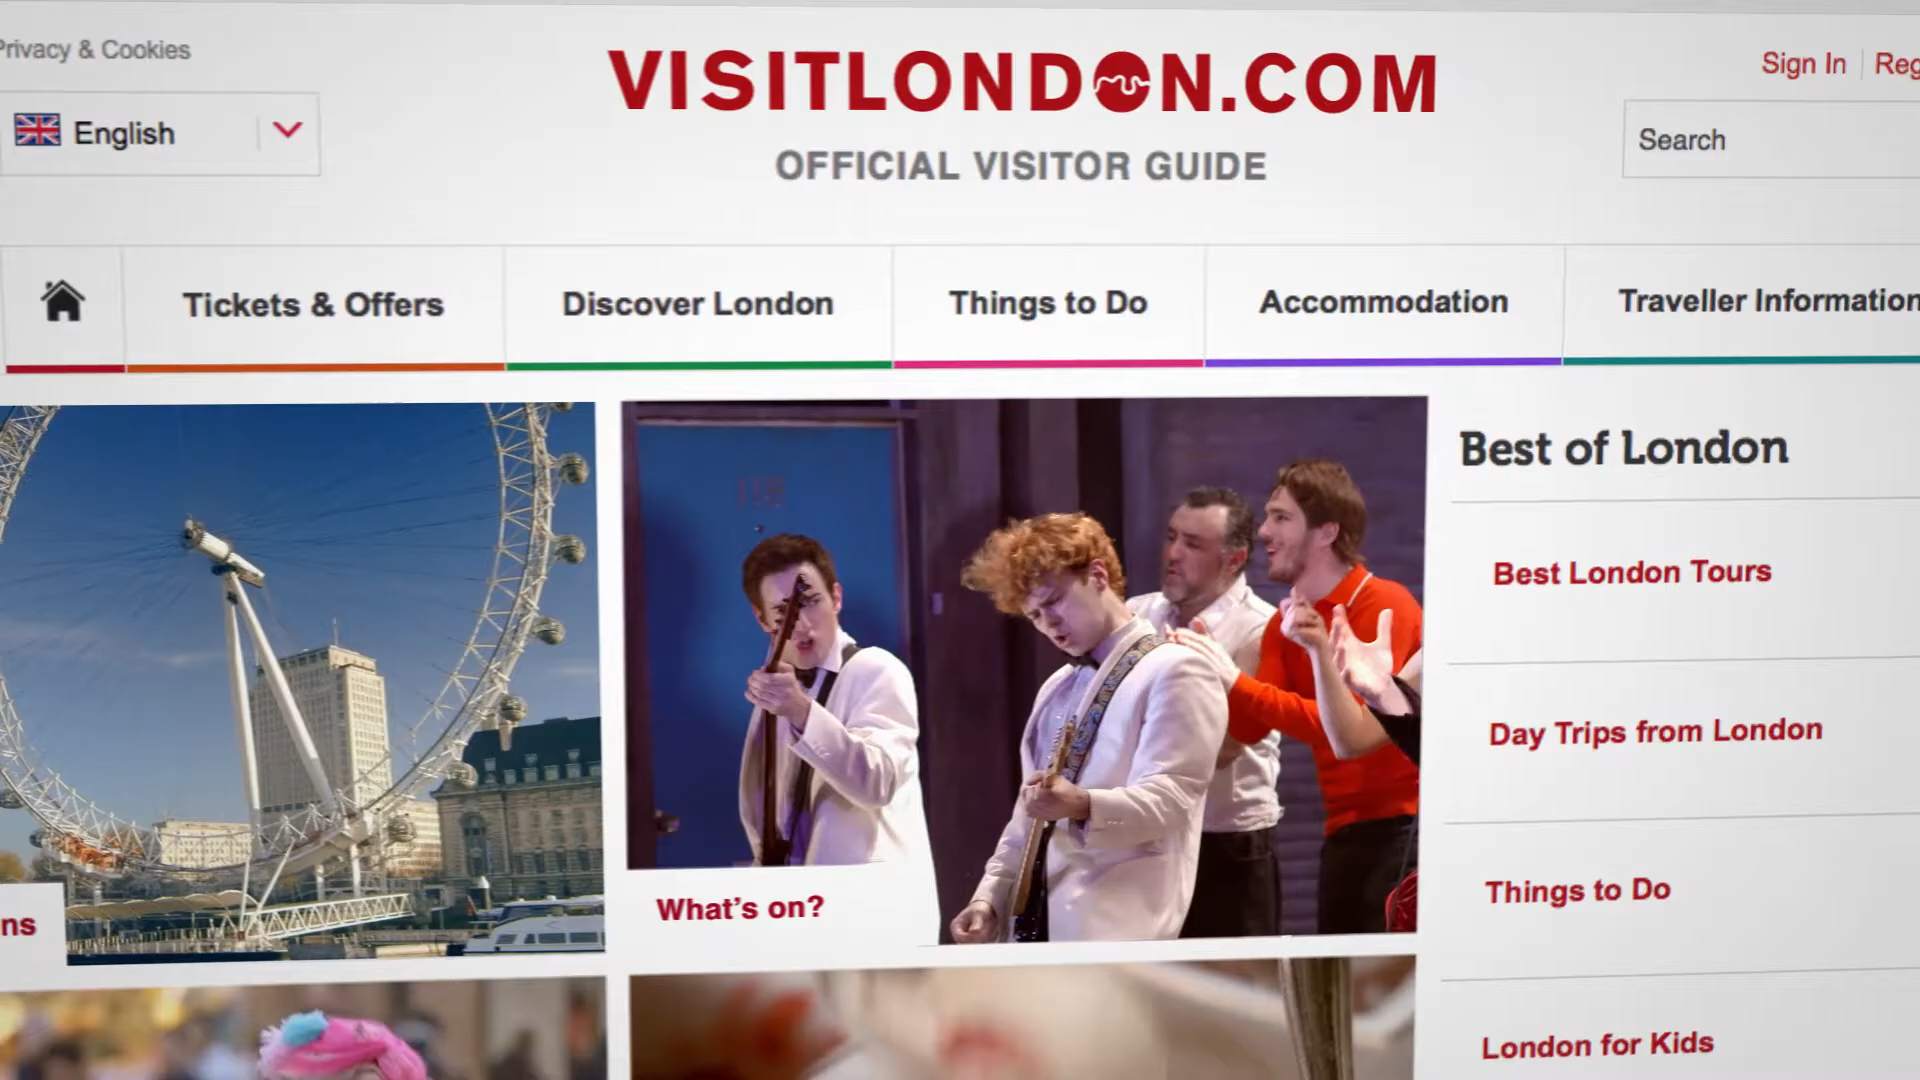 Privacy & Cookies
English
VISITLONDON.COM
OFFICIAL VISITOR GUIDE
Sign In
Search
Tickets & Offers
Discover London
Things to Do
Accommodation
Traveller Information
Best of London
Best London Tours
Day Trips from London
Things to Do
London for Kids
What's on?